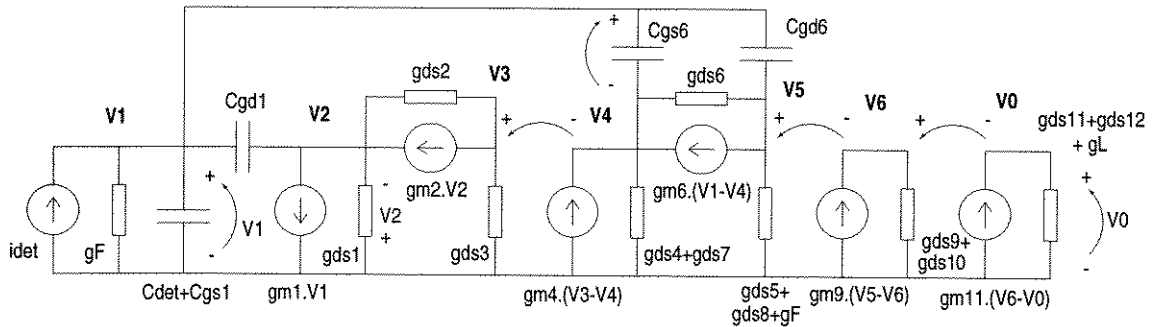 +
Cgs6
-
Cgd6
gds2
V3
gds6
V5
V6
V0
gds11+gds12
+ gL
V1
Cgd1
V2
+
-
V4
+
-
+
-
gm2.V2
gm6.(V1-V4)
+
V1
-
-
V2
+
+
V0
-
idet
gF
gds1
gds3
gds4+gds7
gds9+
gds10
Cdet+Cgs1
gm1.V1
gm4.(V3-V4)
gds5+
gds8+gF
gm9.(V5-V6)
gm11.(V6-V0)